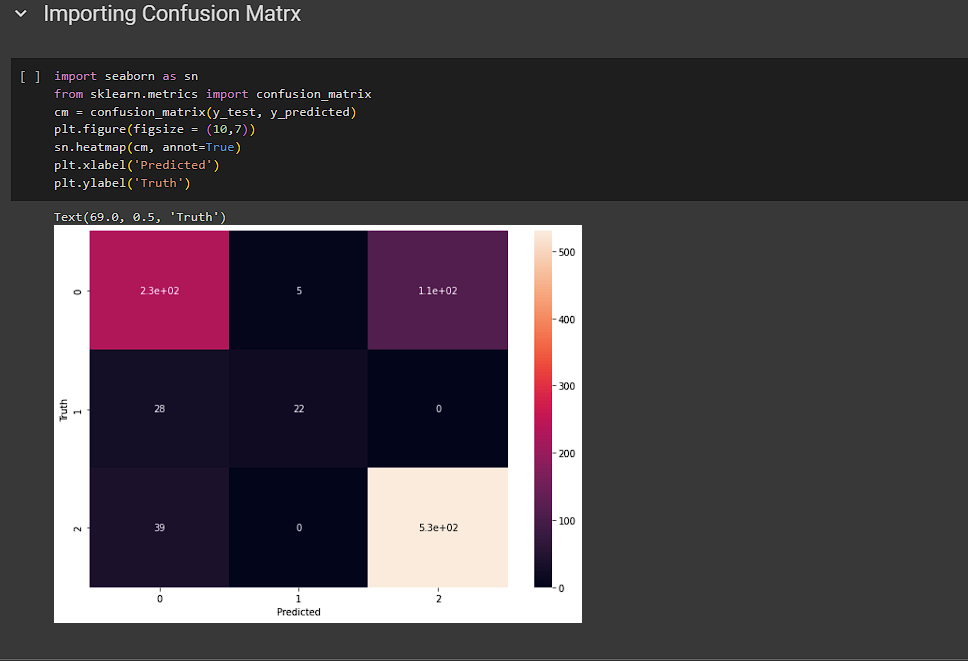 Importing Confusion Matrx
[ ] import seaborn as sn
from sklearn.metrics import confusion_matrix
cm = confusion_matrix(y_test, y_predicted)
plt.figure(figsize = (10,7))
sn.heatmap(cm, annot=True)
plt.xlabel('Predicted')
plt.ylabel('Truth')
Text(69.0, 0.5, 'Truth')
0 2.3e+02 5 1.1e+02
1 28 22 0
2 39 0 5.3e+02
Truth
0 1 2
Predicted
500
400
300
200
100
0